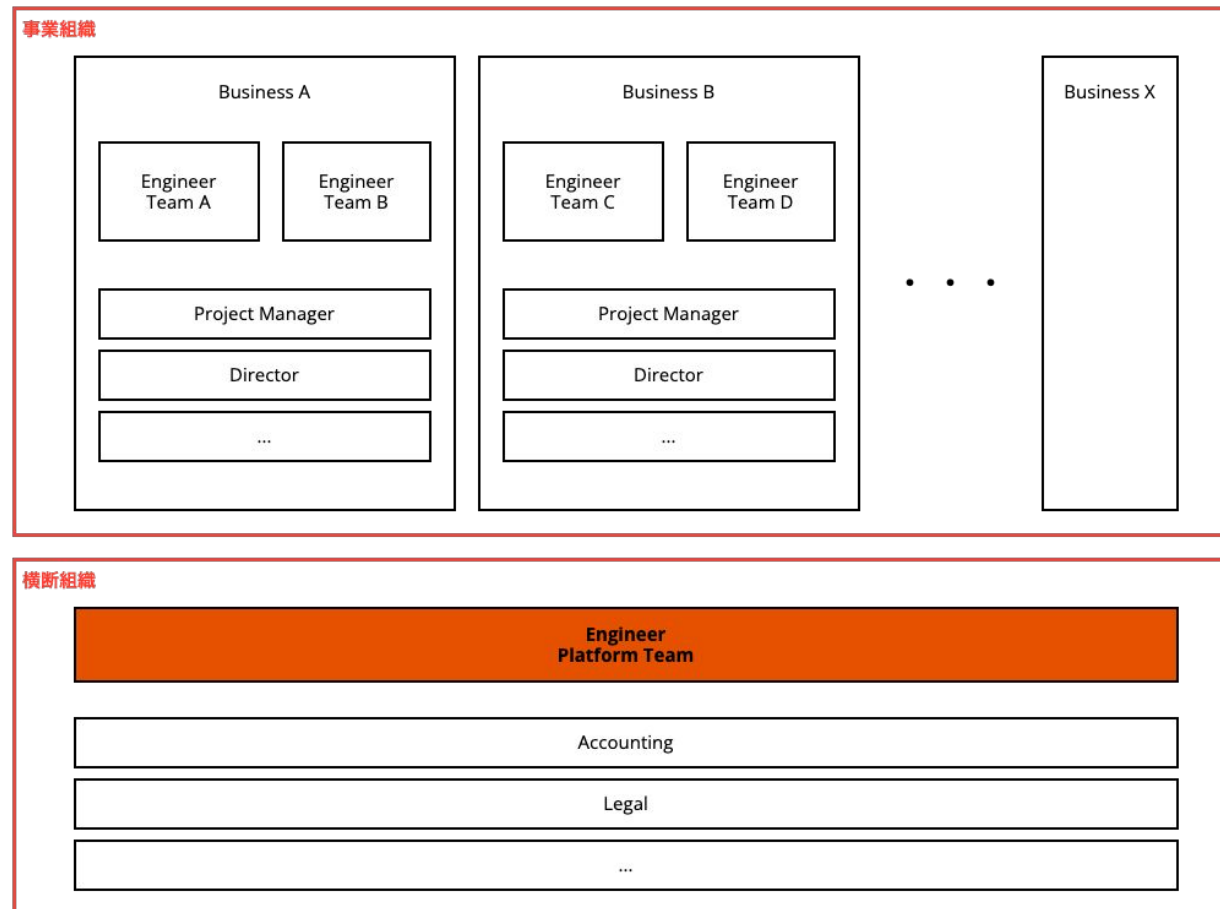 事業組織
Business A
Business B
Business X
Engineer
Team A
Engineer
Team B
Engineer
Team C
Engineer
Team D
・・・
Project Manager
Project Manager
Director
Director
...
...
横断組織
Engineer
Platform Team
Accounting
Legal
...